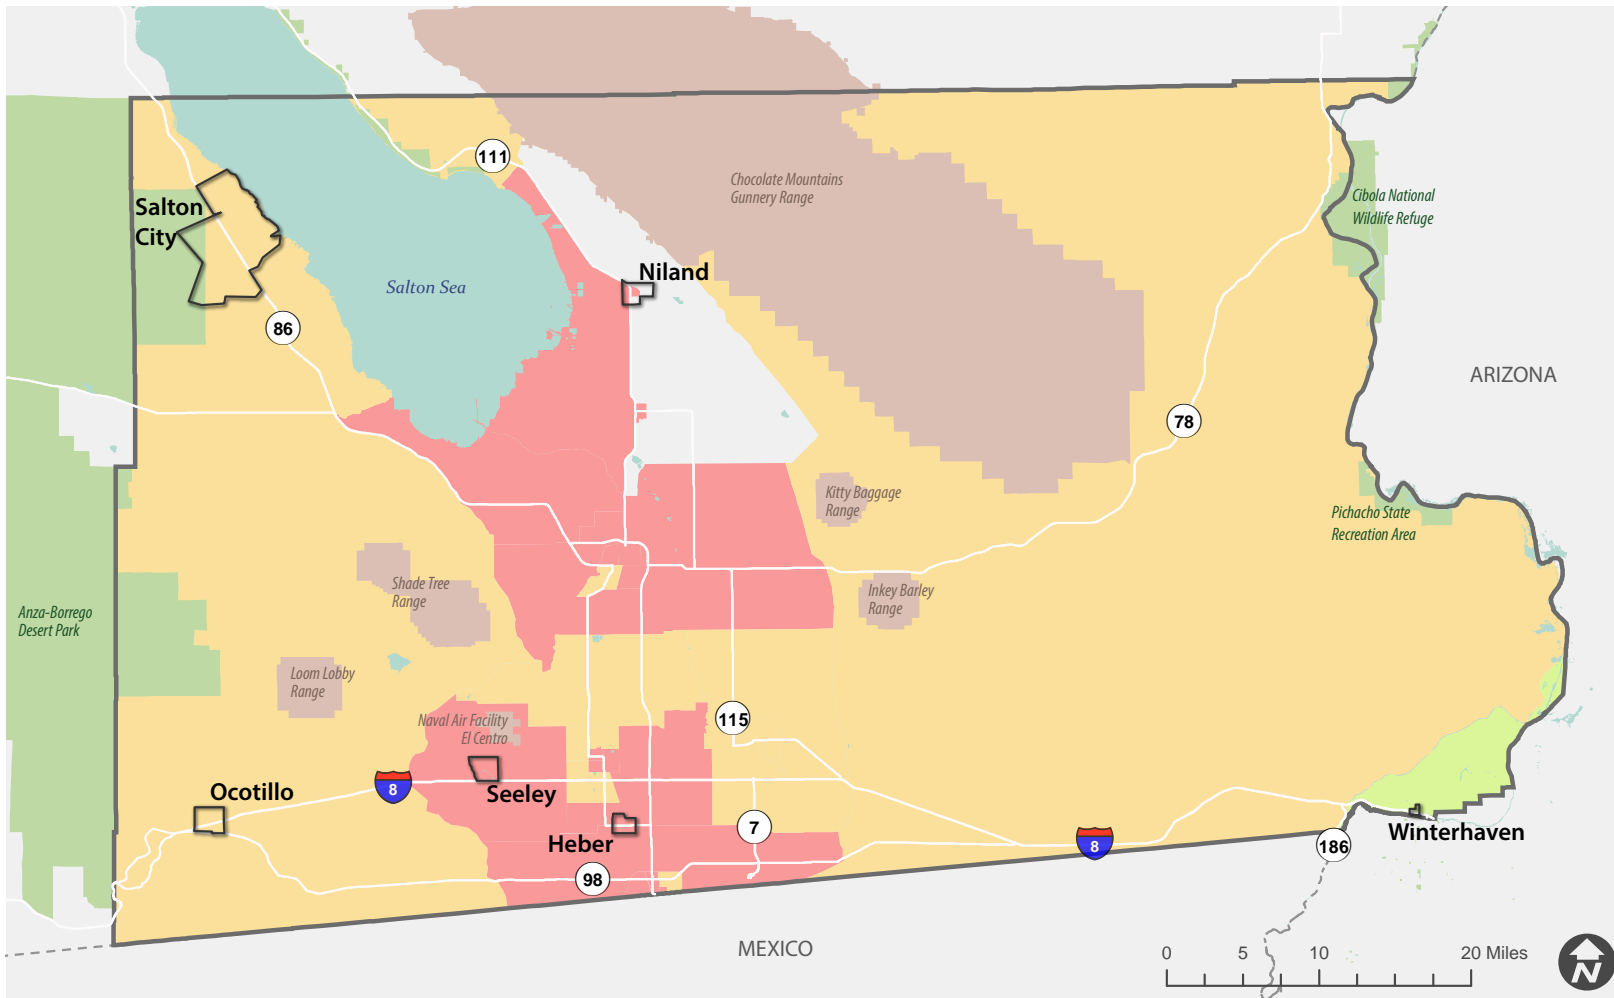 111
Chocolate Mountains
Gunnery Range
Cibola National
Wildlife Refuge
Salton
City
Niland
Salton Sea
86
ARIZONA
78
Kitty Baggage
Range
Pichacho State
Recreation Area
Shade Tree
Range
Inkey Barley
Range
Anza-Borrego
Desert Park
Loom Lobby
Range
Naval Air Facility
El Centro
115
8
Ocotillo
Seeley
7
Heber
8
186
Winterhaven
98
MEXICO
0 5 10 20 Miles
N